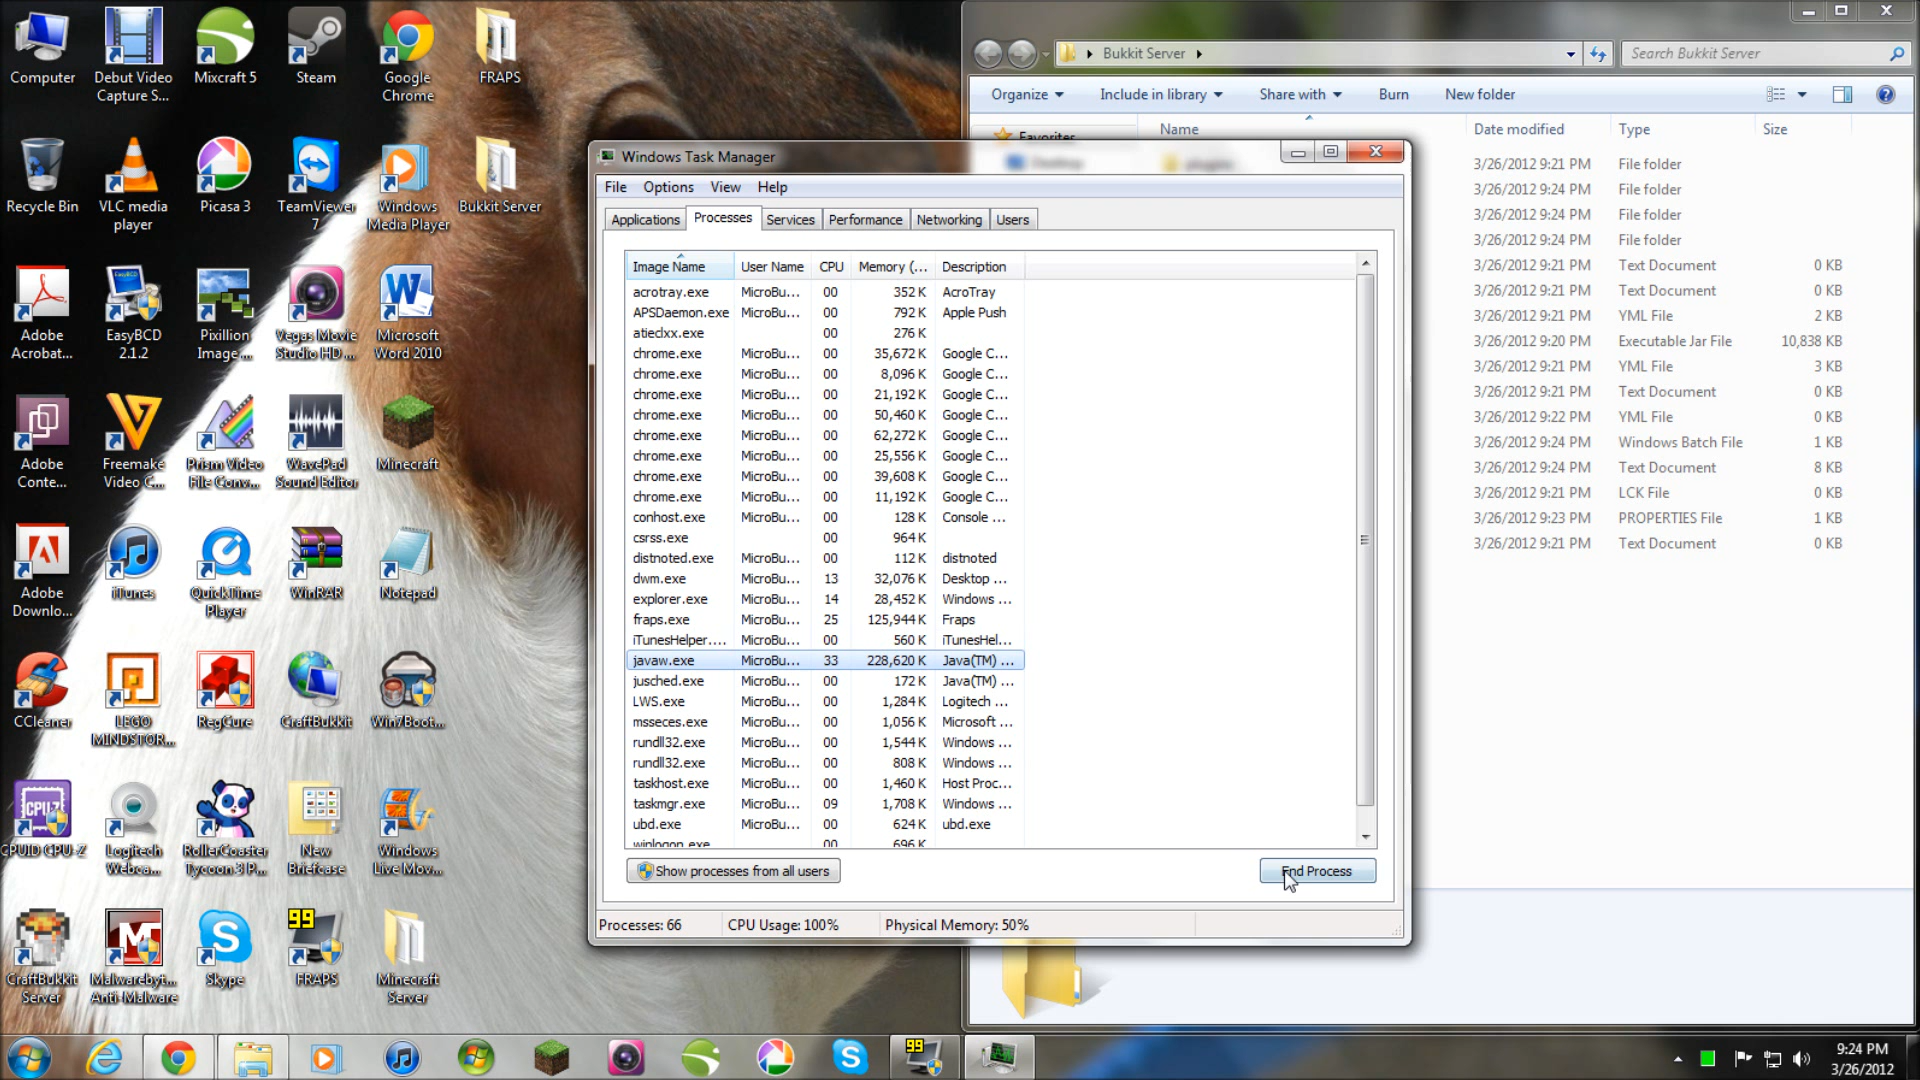 Computer
Debut Video
Capture S...
Mixcraft 5
Steam
Google
Chrome
FRAPS
Recycle Bin
VLC media
player
Picasa 3
TeamViewer
7
Windows
Media Player
Bukkit Server
Adobe
Acrobat...
EasyBCD
2.1.2
Pixillion
Image ...
Vegas Movie
Studio HD ...
Microsoft
Word 2010
Adobe
Conte...
Freemake
Video C...
Prism Video
File Conv...
WavePad
Sound Editor
Minecraft
Adobe
Downlo...
iTunes
QuickTime
Player
WinRAR
Notepad
CCleaner
LEGO
MINDSTOR...
RegCure
CraftBukkit
Win7Boot...
CPUID CPU-Z
Logitech
Webca...
RollerCoaster
Tycoon 3 P...
New
Briefcase
Windows
Live Mov...
CraftBukkit
Server
Malwarebyt...
Anti-Malware
Skype
99
FRAPS
Minecraft
Server
Bukkit Server
Search Bukkit Server
Organize
Include in library
Share with
Burn
New folder
Favorites
Desktop
Name
Date modified
Type
Size
plugins
3/26/2012 9:21 PM File folder
3/26/2012 9:24 PM File folder
3/26/2012 9:24 PM File folder
3/26/2012 9:24 PM File folder
3/26/2012 9:21 PM Text Document 0 KB
3/26/2012 9:21 PM Text Document 0 KB
3/26/2012 9:21 PM YML File 2 KB
3/26/2012 9:20 PM Executable Jar File 10,838 KB
3/26/2012 9:21 PM YML File 3 KB
3/26/2012 9:21 PM Text Document 0 KB
3/26/2012 9:22 PM YML File 0 KB
3/26/2012 9:24 PM Windows Batch File 1 KB
3/26/2012 9:24 PM Text Document 8 KB
3/26/2012 9:21 PM LCK File 0 KB
3/26/2012 9:23 PM PROPERTIES File 1 KB
3/26/2012 9:21 PM Text Document 0 KB
Windows Task Manager
File Options View Help
Applications Processes Services Performance Networking Users
Image Name User Name CPU Memory (... Description
acrotray.exe MicroBu... 00 352 K AcroTray
APSDaemon.exe MicroBu... 00 792 K Apple Push
atieclxx.exe 00 276 K
chrome.exe MicroBu... 00 35,672 K Google C...
chrome.exe MicroBu... 00 8,096 K Google C...
chrome.exe MicroBu... 00 21,192 K Google C...
chrome.exe MicroBu... 00 50,460 K Google C...
chrome.exe MicroBu... 00 62,272 K Google C...
chrome.exe MicroBu... 00 25,556 K Google C...
chrome.exe MicroBu... 00 39,608 K Google C...
chrome.exe MicroBu... 00 11,192 K Google C...
conhost.exe MicroBu... 00 128 K Console ...
csrss.exe 00 964 K
distnoted.exe MicroBu... 00 112 K distnoted
dwm.exe MicroBu... 13 32,076 K Desktop ...
explorer.exe MicroBu... 14 28,452 K Windows ...
fraps.exe MicroBu... 25 125,944 K Fraps
iTunesHelper.... MicroBu... 00 560 K iTunesHel...
javaw.exe MicroBu... 33 228,620 K Java(TM) ...
jusched.exe MicroBu... 00 172 K Java(TM) ...
LWS.exe MicroBu... 00 1,284 K Logitech ...
msseces.exe MicroBu... 00 1,056 K Microsoft ...
rundll32.exe MicroBu... 00 1,544 K Windows ...
rundll32.exe MicroBu... 00 808 K Windows ...
taskhost.exe MicroBu... 00 1,460 K Host Proc...
taskmgr.exe MicroBu... 09 1,708 K Windows ...
ubd.exe MicroBu... 00 624 K ubd.exe
winlogon.exe 00 696 K
Show processes from all users
End Process
Processes: 66 CPU Usage: 100% Physical Memory: 50%
99
9:24 PM
3/26/2012